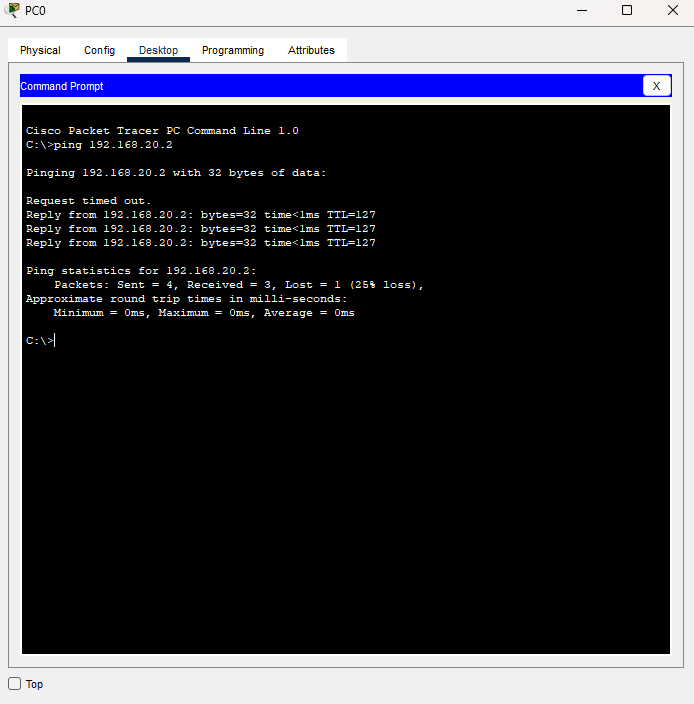 PC0
Physical Config Desktop Programming Attributes
Command Prompt X
Cisco Packet Tracer PC Command Line 1.0
C:\>ping 192.168.20.2
Pinging 192.168.20.2 with 32 bytes of data:
Request timed out.
Reply from 192.168.20.2: bytes=32 time<1ms TTL=127
Reply from 192.168.20.2: bytes=32 time<1ms TTL=127
Reply from 192.168.20.2: bytes=32 time<1ms TTL=127
Ping statistics for 192.168.20.2:
Packets: Sent = 4, Received = 3, Lost = 1 (25% loss),
Approximate round trip times in milli-seconds:
Minimum = 0ms, Maximum = 0ms, Average = 0ms
C:\>
Top